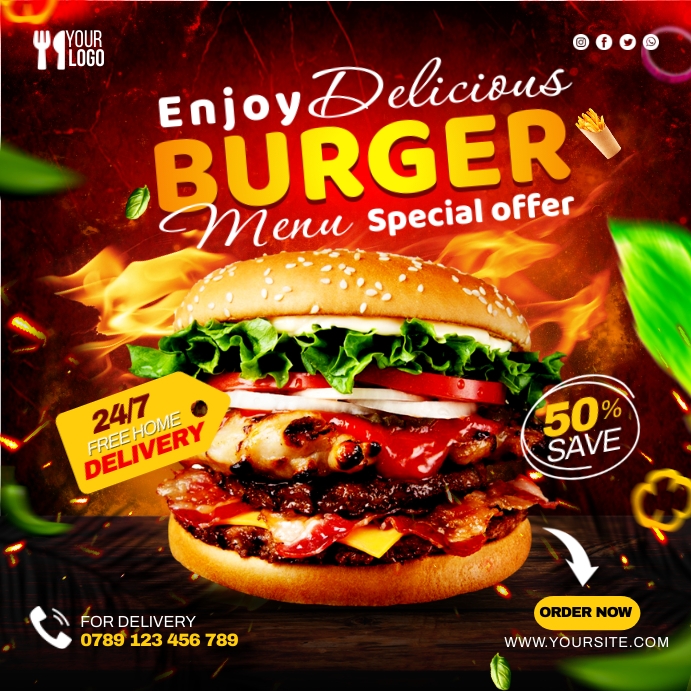 YOUR
LOGO
Enjoy Delicious
BURGER
Menu Special offer
24/7
FREE HOME
DELIVERY
50%
SAVE
ORDER NOW
FOR DELIVERY
0789 123 456 789
WWW.YOURSITE.COM